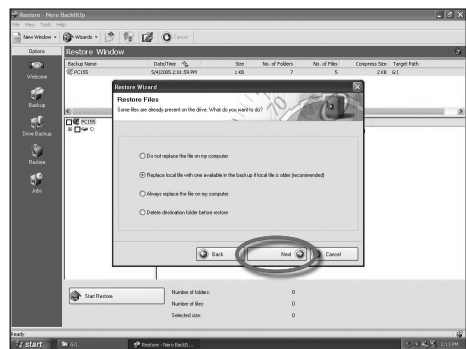 Restore - Nero BackItUp
File View Tools Help
New Window Wizards Cancel
Options
Restore Window
Welcome
Backup
Drive Backup
Restore
Jobs
Backup Name Date/Time Size No. of Folders No. of Files Compress Size Target Path
PC155 5/4/2005 2:01:59 PM 1 KB 7 5 2 KB G:\
PC155
C:
Restore Wizard
Restore Files
Some files are already present on the drive. What do you want to do?
Do not replace the file on my computer
Replace local file with one available in the backup if local file is older (recommended)
Always replace the file on my computer
Delete destination folder before restore
Back Next Cancel
Start Restore
Number of folders: 0
Number of files: 0
Selected size: 0
Ready
start G:\ Restore - Nero BackIt... 2:13 PM